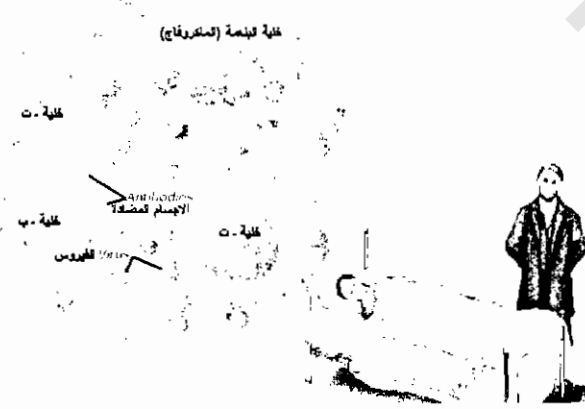 خلية البلعمة (الماكروفاج)
خلية - ت
Antibodies
الاجسام المضادة
خلية - ب
خلية - ت
الفيروس Virus